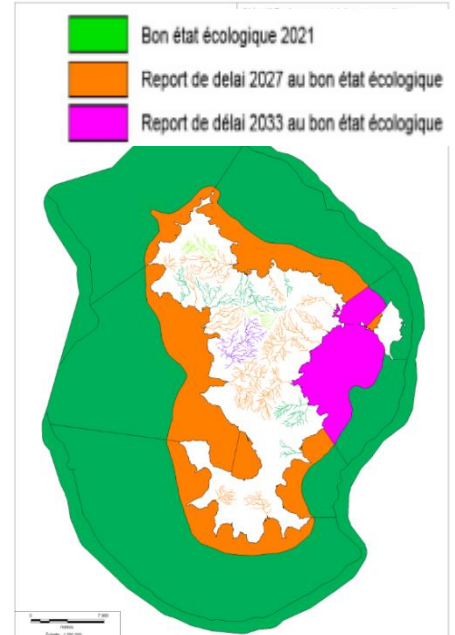 Bon état écologique 2021
Report de delai 2027 au bon état écologique
Report de délai 2033 au bon état écologique
0